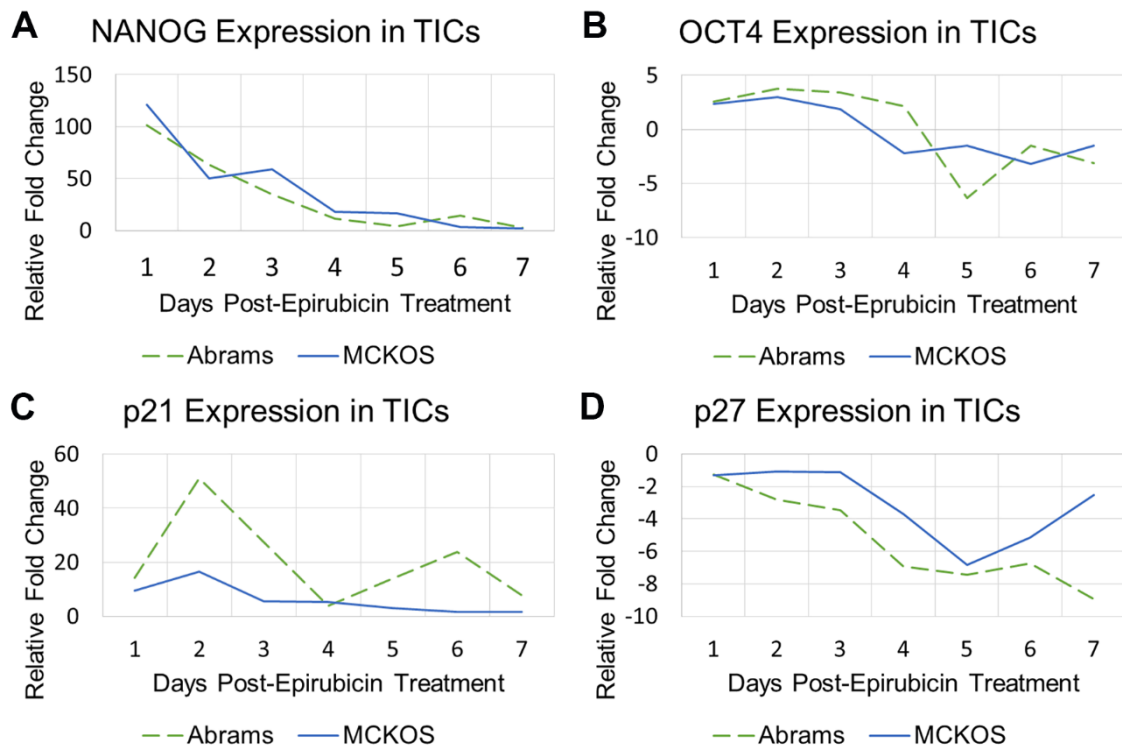 A
NANOG Expression in TICs
Relative Fold Change
150
100
50
0
1 2 3 4 5 6 7
Days Post-Epirubicin Treatment
Abrams MCKOS
B
OCT4 Expression in TICs
Relative Fold Change
5
0
-5
-10
1 2 3 4 5 6 7
Days Post-Eprubicin Treatment
Abrams MCKOS
C
p21 Expression in TICs
Relative Fold Change
60
40
20
0
1 2 3 4 5 6 7
Days Post-Epirubicin Treatment
Abrams MCKOS
D
p27 Expression in TICs
Relative Fold Change
0
-2
-4
-6
-8
-10
1 2 3 4 5 6 7
Days Post-Epirubicin Treatment
Abrams MCKOS